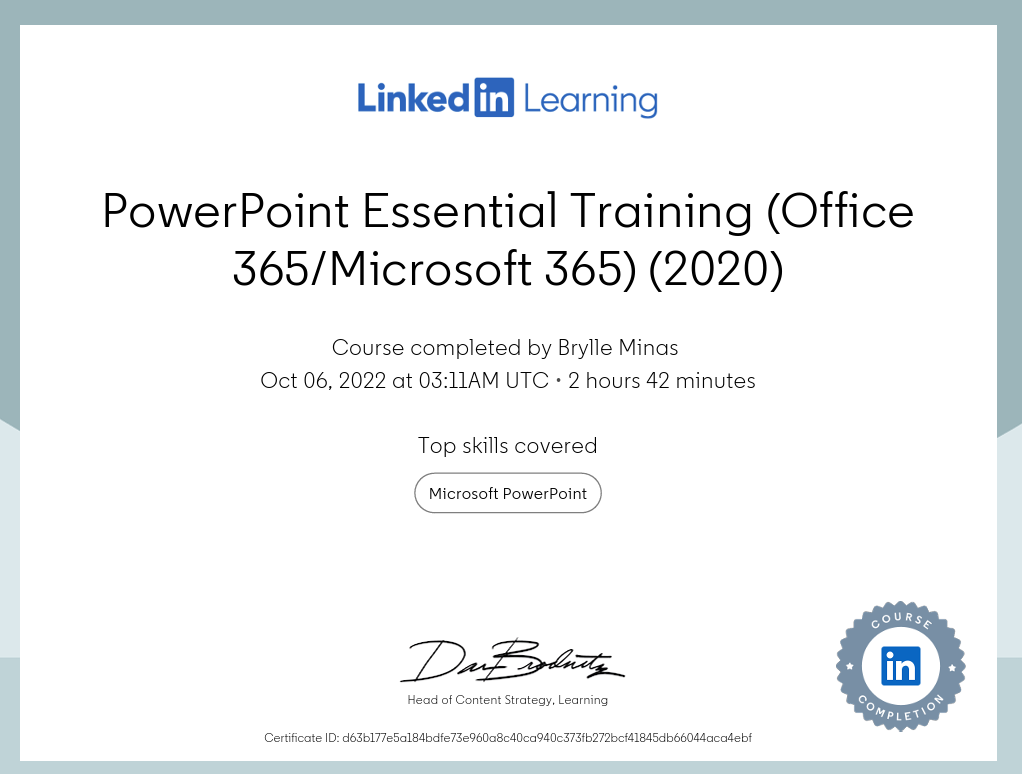 Linked in Learning
PowerPoint Essential Training (Office
365/Microsoft 365) (2020)
Course completed by Brylle Minas
Oct 06, 2022 at 03:11AM UTC • 2 hours 42 minutes
Top skills covered
Microsoft PowerPoint
Head of Content Strategy, Learning
Certificate ID: d63b177e5a184bdfe73e960a8c40ca940c373fb272bcf41845db66044aca4ebf
COURSE
in
COMPLETION